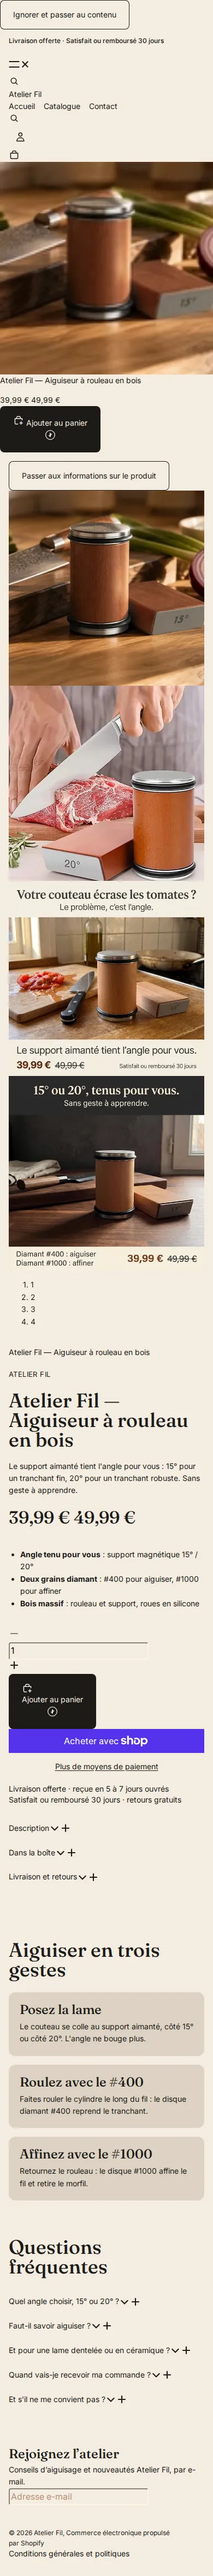 Ignorer et passer au contenu
Livraison offerte · Satisfait ou remboursé 30 jours
Atelier Fil
Accueil Catalogue Contact
15°
Atelier Fil — Aiguiseur à rouleau en bois
39,99 € 49,99 €
Ajouter au panier
Passer aux informations sur le produit
15°
20°
Votre couteau écrase les tomates ?
Le problème, c'est l'angle.
Le support aimanté tient l'angle pour vous.
39,99 € 49,99 €
Satisfait ou remboursé 30 jours
15° ou 20°, tenus pour vous.
Sans geste à apprendre.
Diamant #400 : aiguiser
Diamant #1000 : affiner
39,99 € 49,99 €
1. 1
2. 2
3. 3
4. 4
Atelier Fil — Aiguiseur à rouleau en bois
ATELIER FIL
Atelier Fil —
Aiguiseur à rouleau
en bois
Le support aimanté tient l'angle pour vous : 15° pour
un tranchant fin, 20° pour un tranchant robuste. Sans
geste à apprendre.
39,99 € 49,99 €
Angle tenu pour vous : support magnétique 15° /
20°
Deux grains diamant : #400 pour aiguiser, #1000
pour affiner
Bois massif : rouleau et support, roues en silicone
1
Ajouter au panier
Acheter avec shop
Plus de moyens de paiement
Livraison offerte · reçue en 5 à 7 jours ouvrés
Satisfait ou remboursé 30 jours · retours gratuits
Description
Dans la boîte
Livraison et retours
Aiguiser en trois
gestes
Posez la lame
Le couteau se colle au support aimanté, côté 15°
ou côté 20°. L'angle ne bouge plus.
Roulez avec le #400
Faites rouler le cylindre le long du fil : le disque
diamant #400 reprend le tranchant.
Affinez avec le #1000
Retournez le rouleau : le disque #1000 affine le
fil et retire le morfil.
Questions
fréquentes
Quel angle choisir, 15° ou 20° ?
Faut-il savoir aiguiser ?
Et pour une lame dentelée ou en céramique ?
Quand vais-je recevoir ma commande ?
Et s'il ne me convient pas ?
Rejoignez l'atelier
Conseils d'aiguisage et nouveautés Atelier Fil, par e-
mail.
Adresse e-mail
© 2026 Atelier Fil, Commerce électronique propulsé
par Shopify
Conditions générales et politiques